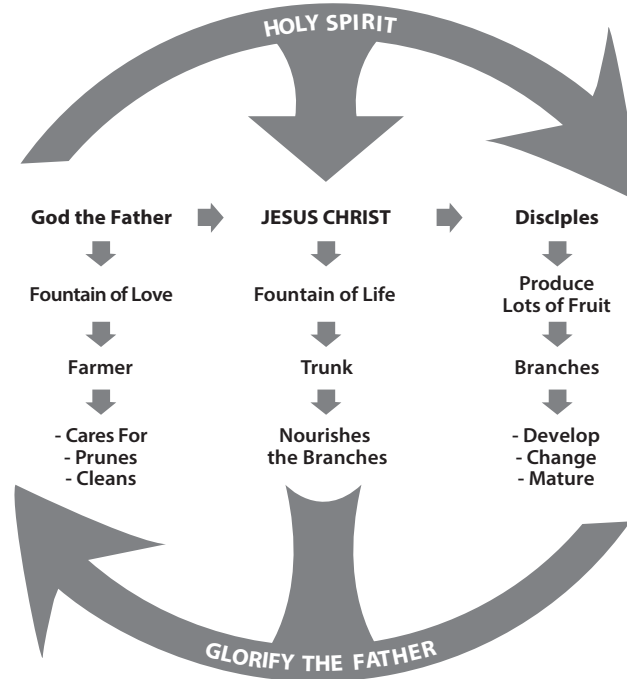 HOLY SPIRIT
God the Father
JESUS CHRIST
DiscIples
Fountain of Love
Fountain of Life
Produce
Lots of Fruit
Farmer
Trunk
Branches
- Cares For
- Prunes
- Cleans
Nourishes
the Branches
- Develop
- Change
- Mature
GLORIFY THE FATHER